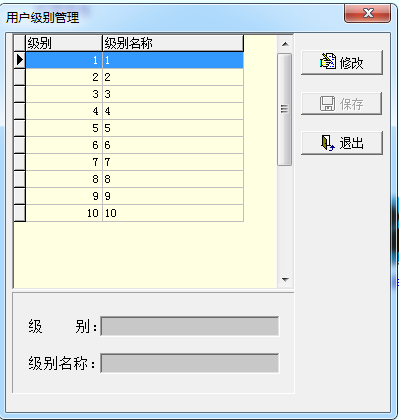 用户级别管理
级别 级别名称
1 1
2 2
3 3
4 4
5 5
6 6
7 7
8 8
9 9
10 10
修改
保存
退出
级 别:
级别名称: